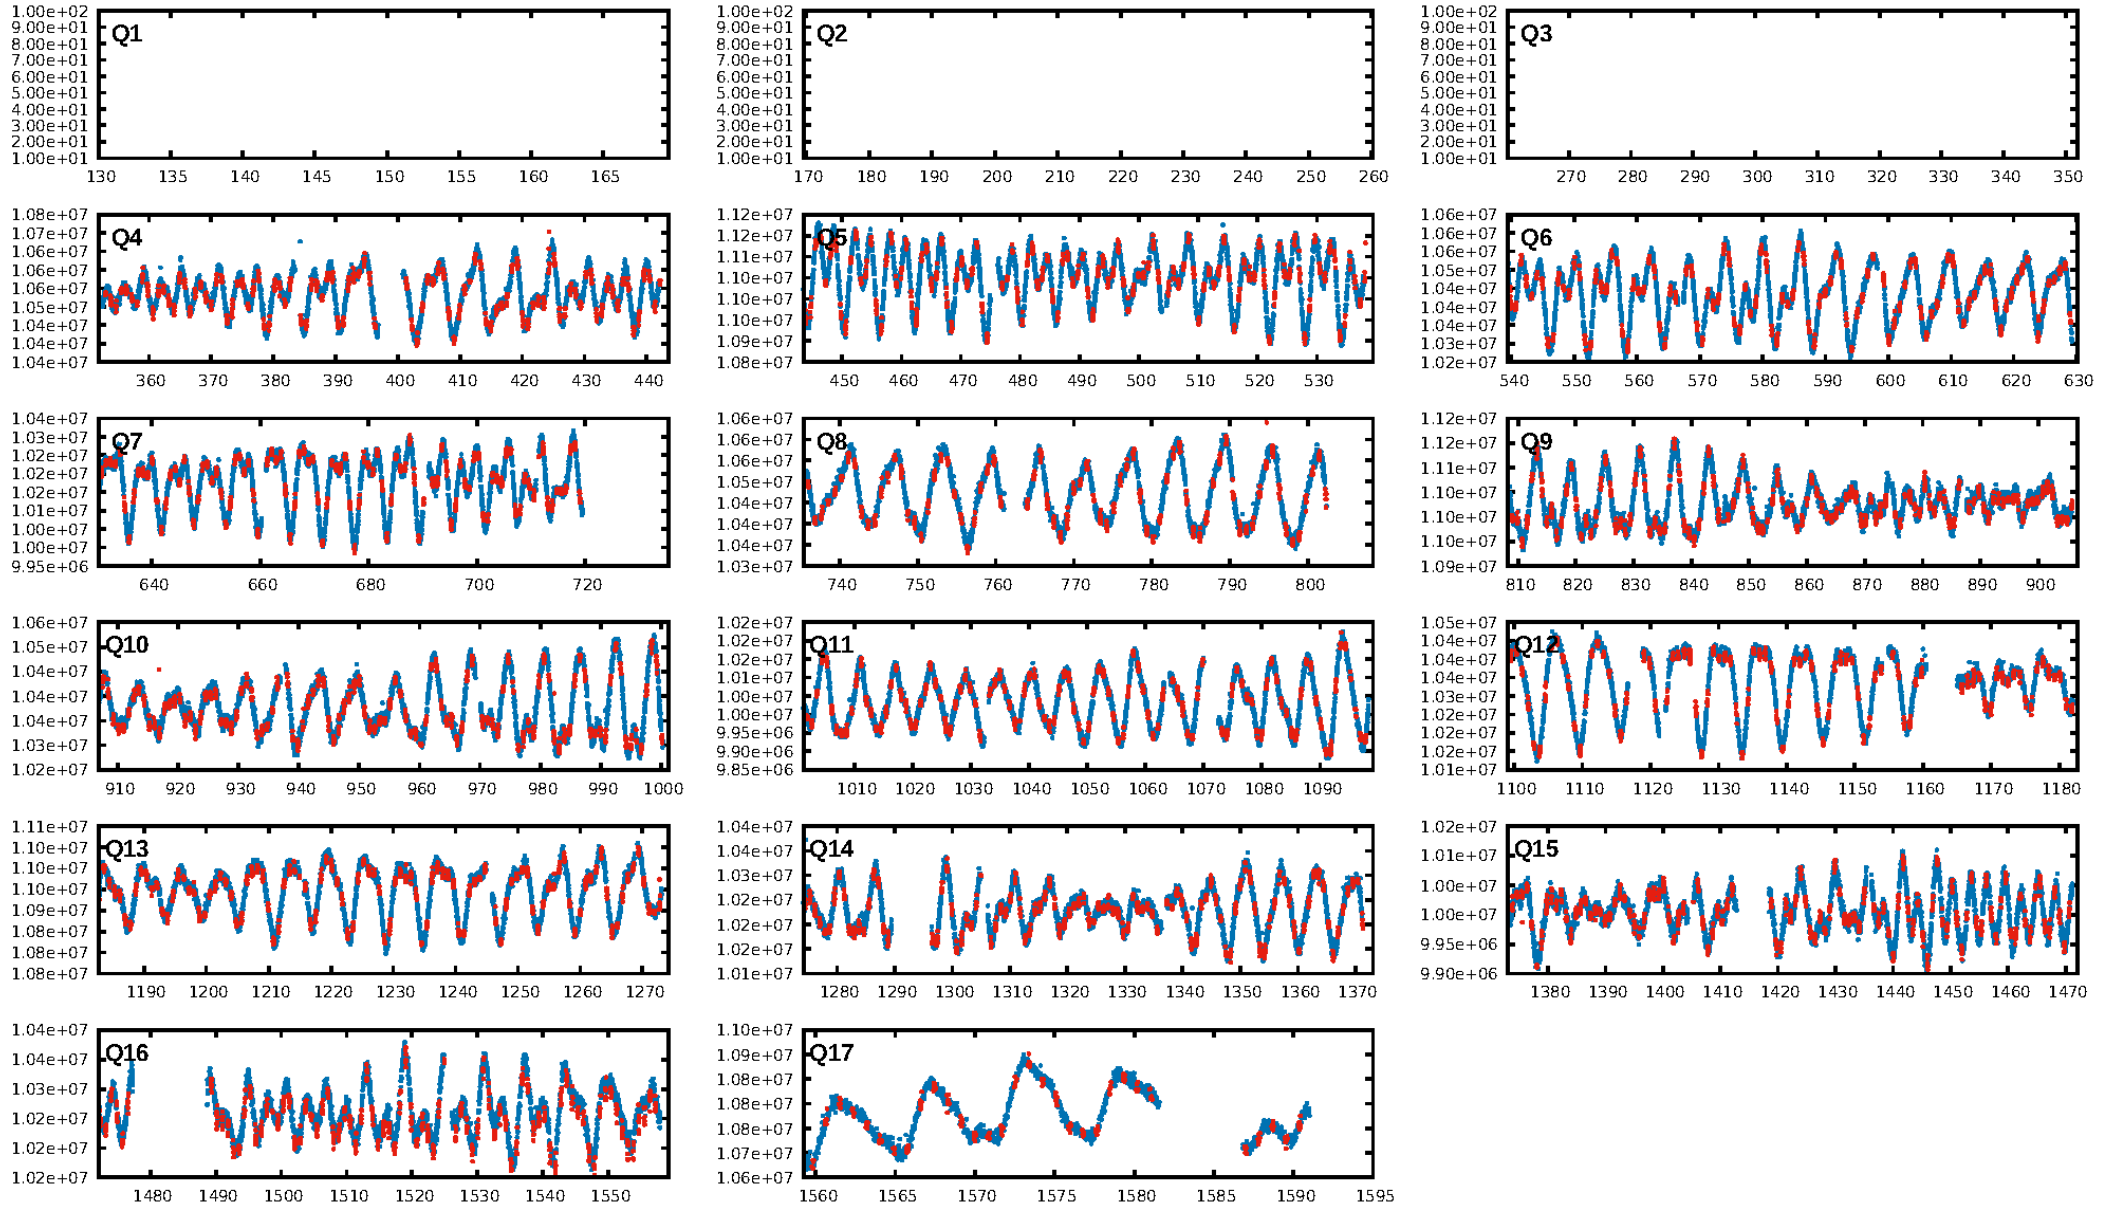 1.00e+02 9.00e+01 8.00e+01 7.00e+01 6.00e+01 5.00e+01 4.00e+01 3.00e+01 2.00e+01 1.00e+01
Q1
130 135 140 145 150 155 160 165
1.00e+02 9.00e+01 8.00e+01 7.00e+01 6.00e+01 5.00e+01 4.00e+01 3.00e+01 2.00e+01 1.00e+01
Q2
170 180 190 200 210 220 230 240 250 260
1.00e+02 9.00e+01 8.00e+01 7.00e+01 6.00e+01 5.00e+01 4.00e+01 3.00e+01 2.00e+01 1.00e+01
Q3
270 280 290 300 310 320 330 340 350
1.08e+07 1.07e+07 1.06e+07 1.06e+07 1.06e+07 1.05e+07 1.04e+07 1.04e+07 1.04e+07
Q4
360 370 380 390 400 410 420 430 440
1.12e+07 1.12e+07 1.11e+07 1.10e+07 1.10e+07 1.09e+07 1.08e+07
Q5
450 460 470 480 490 500 510 520 530
1.06e+07 1.06e+07 1.05e+07 1.04e+07 1.04e+07 1.04e+07 1.03e+07 1.02e+07
Q6
540 550 560 570 580 590 600 610 620 630
1.04e+07 1.03e+07 1.02e+07 1.02e+07 1.02e+07 1.01e+07 1.00e+07 1.00e+07 9.95e+06
Q7
640 660 680 700 720
1.06e+07 1.06e+07 1.06e+07 1.05e+07 1.04e+07 1.04e+07 1.04e+07 1.03e+07
Q8
740 750 760 770 780 790 800
1.12e+07 1.12e+07 1.11e+07 1.10e+07 1.10e+07 1.10e+07 1.09e+07
Q9
810 820 830 840 850 860 870 880 890 900
1.06e+07 1.05e+07 1.04e+07 1.04e+07 1.04e+07 1.03e+07 1.02e+07
Q10
910 920 930 940 950 960 970 980 990 1000
1.02e+07 1.02e+07 1.02e+07 1.01e+07 1.00e+07 1.00e+07 9.95e+06 9.90e+06 9.85e+06
Q11
1010 1020 1030 1040 1050 1060 1070 1080 1090
1.05e+07 1.04e+07 1.04e+07 1.04e+07 1.03e+07 1.02e+07 1.02e+07 1.01e+07
Q12
1100 1110 1120 1130 1140 1150 1160 1170 1180
1.11e+07 1.10e+07 1.10e+07 1.10e+07 1.09e+07 1.08e+07 1.08e+07 1.08e+07
Q13
1190 1200 1210 1220 1230 1240 1250 1260 1270
1.04e+07 1.04e+07 1.03e+07 1.02e+07 1.02e+07 1.02e+07 1.01e+07
Q14
1280 1290 1300 1310 1320 1330 1340 1350 1360 1370
1.02e+07 1.01e+07 1.00e+07 1.00e+07 9.95e+06 9.90e+06
Q15
1380 1390 1400 1410 1420 1430 1440 1450 1460 1470
1.04e+07 1.04e+07 1.03e+07 1.02e+07 1.02e+07 1.02e+07
Q16
1480 1490 1500 1510 1520 1530 1540 1550
1.10e+07 1.09e+07 1.08e+07 1.08e+07 1.08e+07 1.07e+07 1.06e+07
Q17
1560 1565 1570 1575 1580 1585 1590 1595